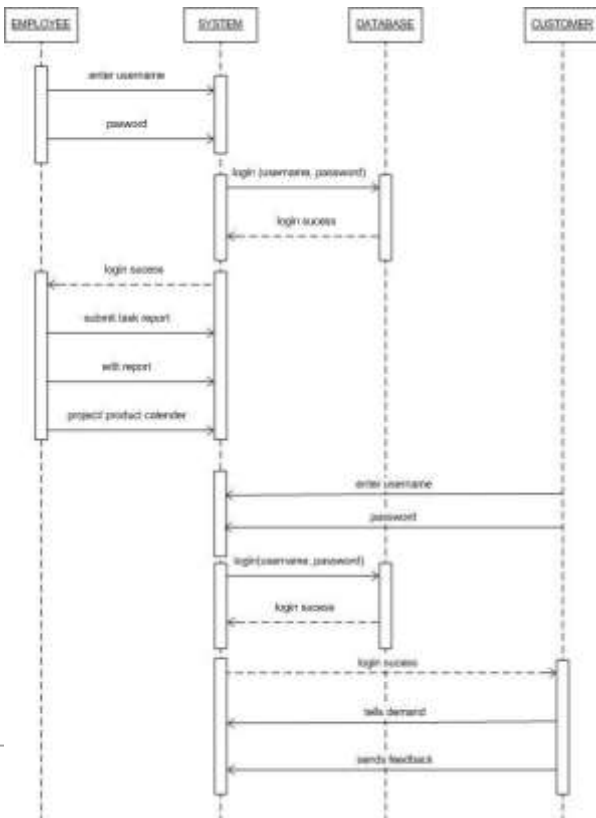 EMPLOYEE
SYSTEM
DATABASE
CUSTOMER
enter username
pasword
login (username, password)
login sucess
login sucess
submit task report
edit report
project/ product calender
enter username
password
login(username, password)
login sucess
login sucess
tells demand
sends feedback